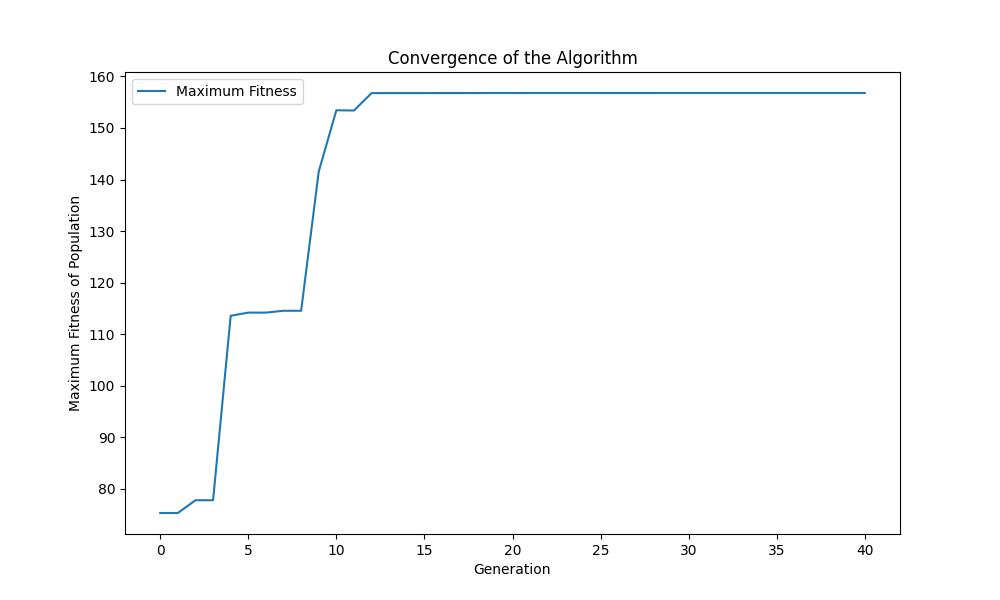 Convergence of the Algorithm
Maximum Fitness
Maximum Fitness of Population
160
150
140
130
120
110
100
90
80
0 5 10 15 20 25 30 35 40
Generation